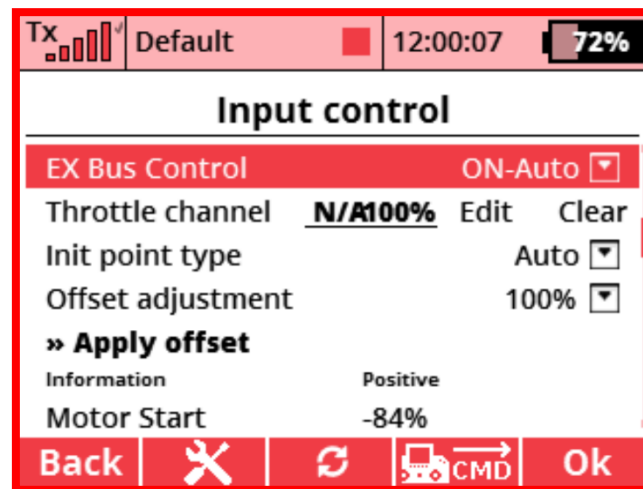 Tx Default 12:00:07 72%
Input control
EX Bus Control ON-Auto
Throttle channel N/A100% Edit Clear
Init point type Auto
Offset adjustment 100%
» Apply offset
Information Positive
Motor Start -84%
Back CMD Ok